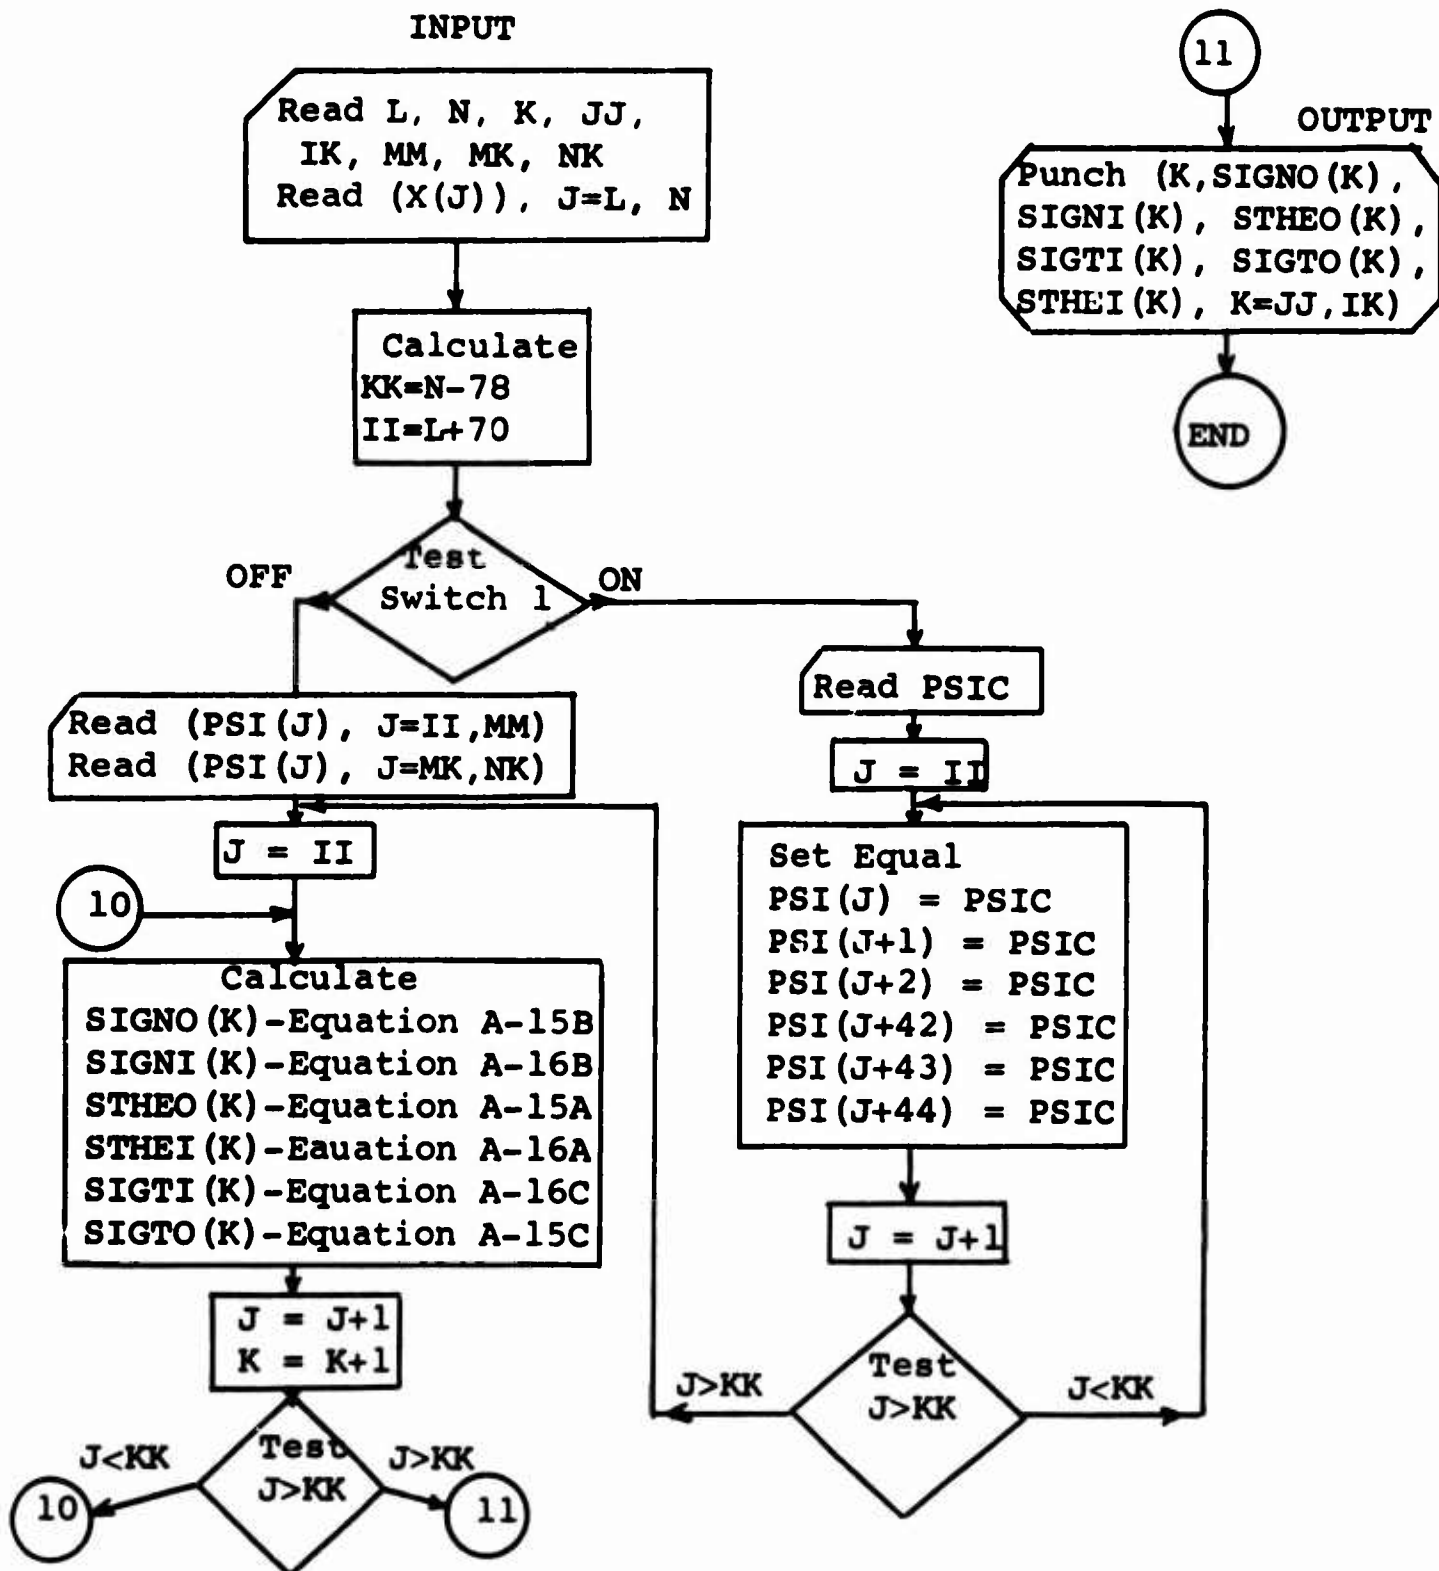 INPUT
Read L, N, K, JJ,
IK, MM, MK, NK
Read (X(J)), J=L, N
Calculate
KK=N-78
II=L+70
Test
Switch 1
OFF
ON
Read (PSI(J), J=II,MM)
Read (PSI(J), J=MK,NK)
J = II
10
Calculate
SIGNO(K)-Equation A-15B
SIGNI(K)-Equation A-16B
STHEO(K)-Equation A-15A
STHEI(K)-Eauation A-16A
SIGTI(K)-Equation A-16C
SIGTO(K)-Equation A-15C
J = J+1
K = K+1
Test
J>KK
J<KK
J>KK
10
11
Read PSIC
J = II
Set Equal
PSI(J) = PSIC
PSI(J+1) = PSIC
PSI(J+2) = PSIC
PSI(J+42) = PSIC
PSI(J+43) = PSIC
PSI(J+44) = PSIC
J = J+1
Test
J>KK
J>KK
J<KK
11
OUTPUT
Punch (K,SIGNO(K),
SIGNI(K), STHEO(K),
SIGTI(K), SIGTO(K),
STHEI(K), K=JJ,IK)
END